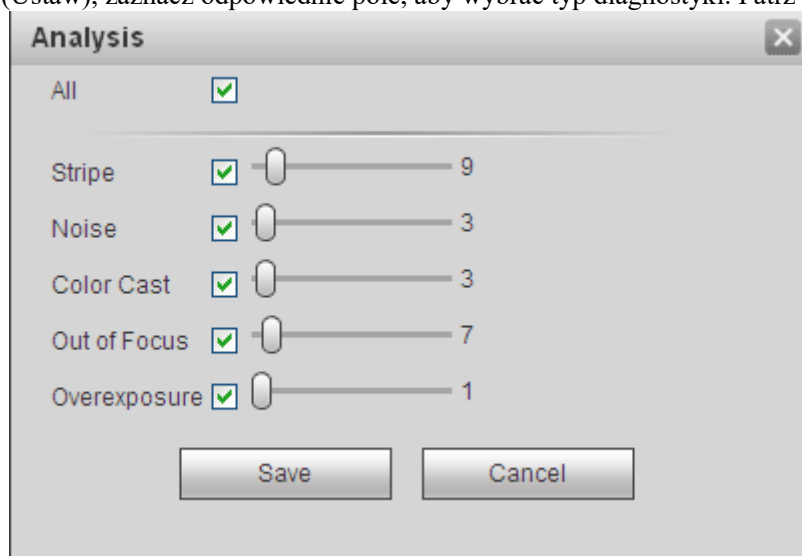 (Ustaw), zaznacz odpowiednie pole, aby wybrać typ diagnostyki. Patrz
Analysis
All
Stripe 9
Noise 3
Color Cast 3
Out of Focus 7
Overexposure 1
Save Cancel